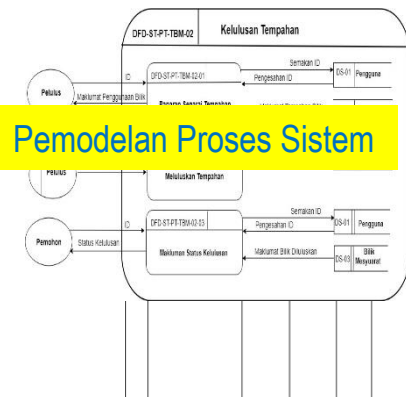 DFD-ST-PT-TBM-02
Kelulusan Tempahan
Semakan ID
ID
DFD-ST-PT-TBM-02-01
DS-01 Pengguna
Pengesahan ID
Pelulus
Maklumat Penggunaan Bilik
Pemodelan Proses Sistem
Pelulus
Meluluskan Tempahan
Semakan ID
ID
DFD-ST-PT-TBM-02-03
DS-01 Pengguna
Pengesahan ID
Pemohon
Status Kelulusan
Makluman Status Kelulusan
Maklumat Bilik Diluluskan
DS-03 Bilik
Mesyuarat